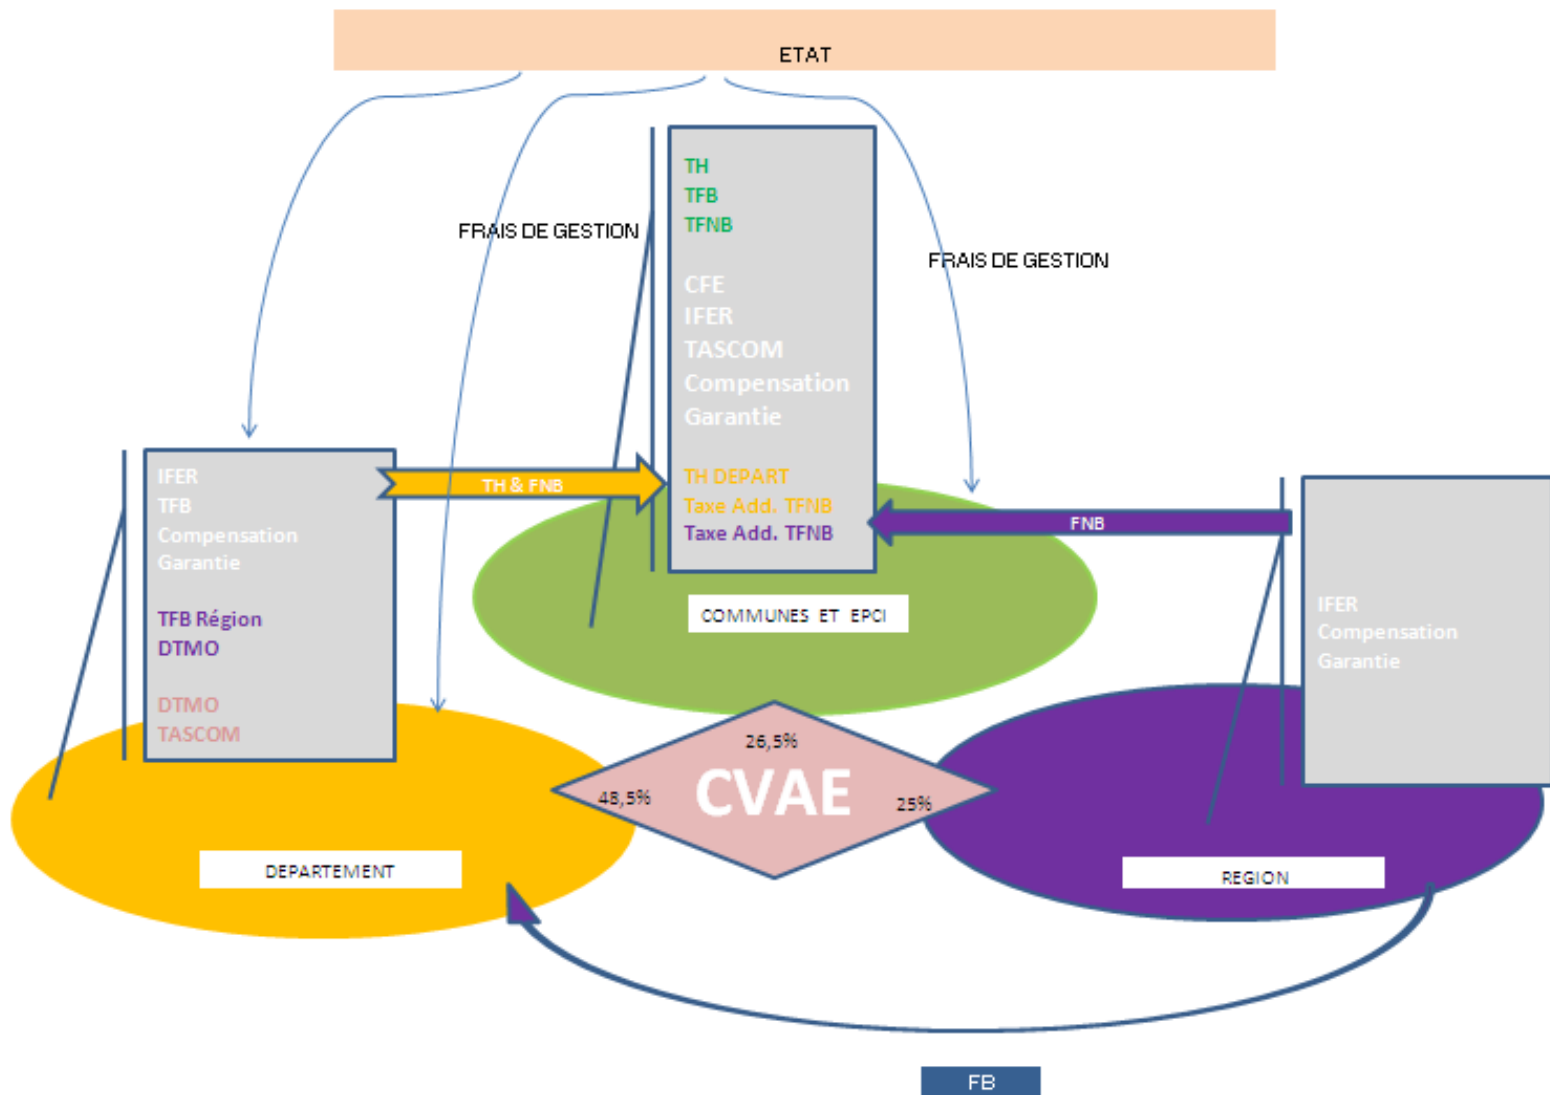 ETAT
TH
TFB
TFNB
FRAIS DE GESTION
FRAIS DE GESTION
CFE
IFER
TASCOM
Compensation
Garantie
TH DEPART
Taxe Add. TFNB
Taxe Add. TFNB
IFER
TFB
Compensation
Garantie
TFB Région
DTMO
DTMO
TASCOM
TH & FNB
FNB
IFER
Compensation
Garantie
COMMUNES ET EPCI
26,5%
CVAE
48,5%
25%
DEPARTEMENT
REGION
FB